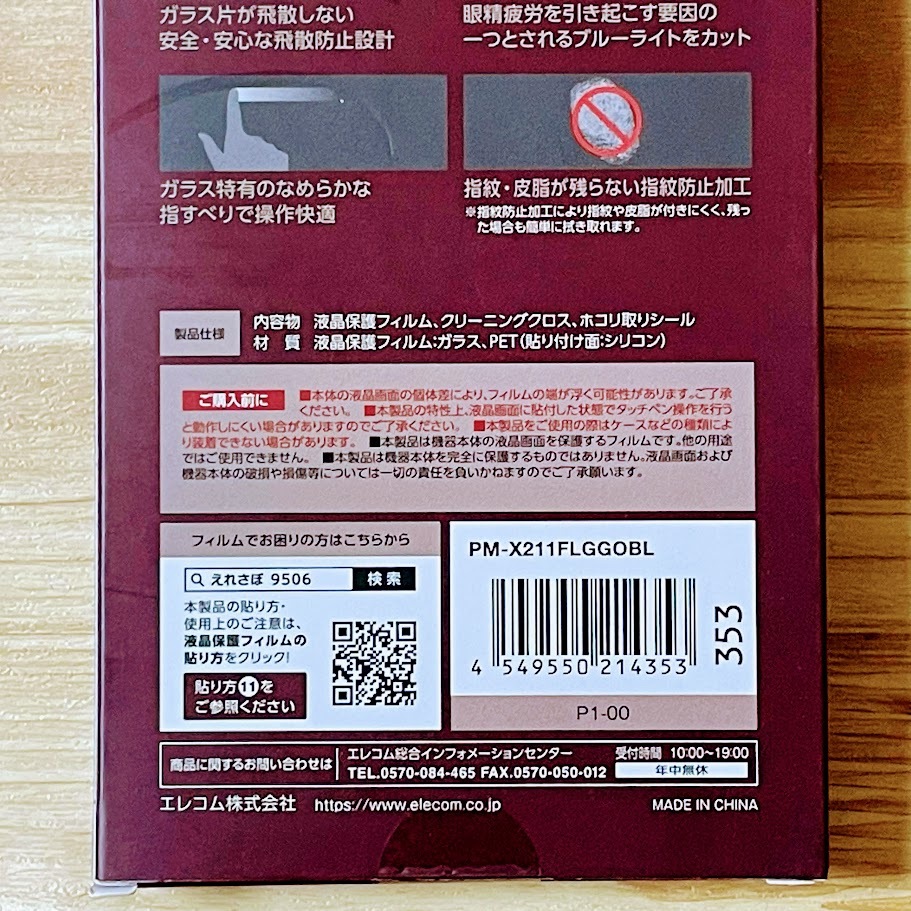 ガラス片が飛散しない
安全・安心な飛散防止設計
眼精疲労を引き起こす要因の
一つとされるブルーライトをカット
ガラス特有のなめらかな
指すべりで操作快適
指紋・皮脂が残らない指紋防止加工
※指紋防止加工により指紋や皮脂が付きにくく、残っ
た場合も簡単に拭き取れます。
製品仕様
内容物 液晶保護フィルム、クリーニングクロス、ホコリ取りシール
材 質 液晶保護フィルム:ガラス、PET(貼り付け面:シリコン)
ご購入前に ■本体の液晶画面の個体差により、フィルムの端が浮く可能性があります。ご了承
ください。 ■本製品の特性上、液晶画面に貼付した状態でタッチペン操作を行う
と動作しにくい場合がありますのでご了承ください。 ■本製品をご使用の際はケースなどの種類によ
り装着できない場合があります。 ■本製品は機器本体の液晶画面を保護するフィルムです。他の用途
ではご使用できません。 ■本製品は機器本体を完全に保護するものではありません。液晶画面および
機器本体の破損や損傷等については一切の責任を負いかねますのでご了承願います。
フィルムでお困りの方はこちらから
えれさぽ 9506 検索
本製品の貼り方・
使用上のご注意は、
液晶保護フィルムの
貼り方をクリック!
貼り方⑪を
ご参照ください
PM-X211FLGGOBL
4 549550 214353
353
P1-00
商品に関するお問い合わせは
エレコム総合インフォメーションセンター
TEL.0570-084-465 FAX.0570-050-012
受付時間 10:00~19:00
年中無休
エレコム株式会社 https://www.elecom.co.jp
MADE IN CHINA